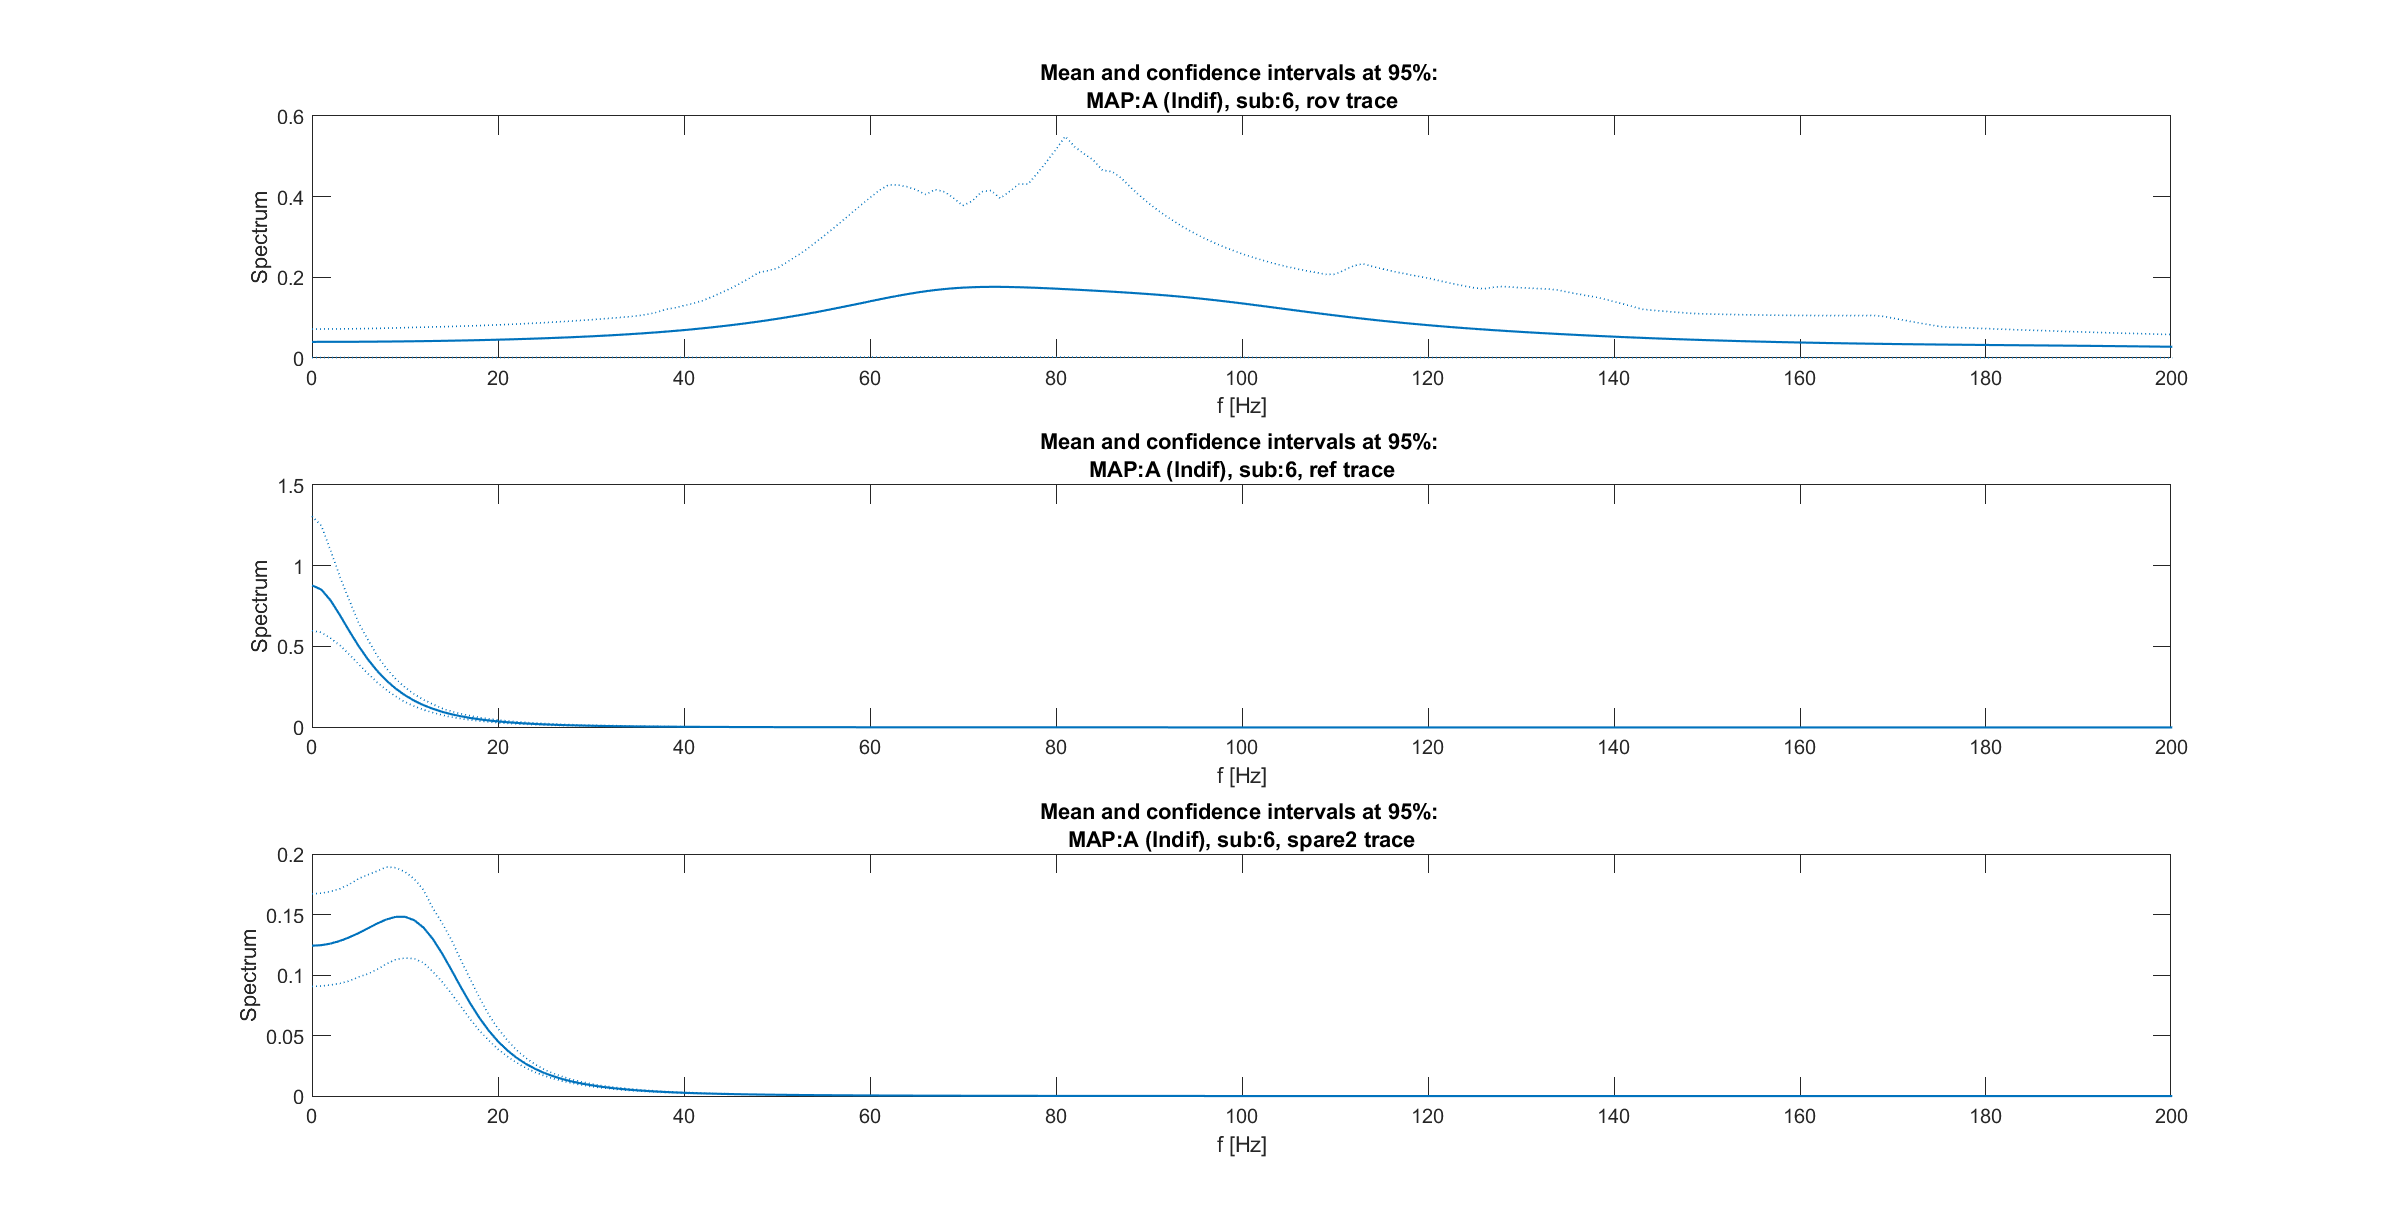 Mean and confidence intervals at 95%:
MAP:A (Indif), sub:6, rov trace
0.6
0.4
0.2
0
Spectrum
0 20 40 60 80 100 120 140 160 180 200
f [Hz]
Mean and confidence intervals at 95%:
MAP:A (Indif), sub:6, ref trace
1.5
1
0.5
0
Spectrum
0 20 40 60 80 100 120 140 160 180 200
f [Hz]
Mean and confidence intervals at 95%:
MAP:A (Indif), sub:6, spare2 trace
0.2
0.15
0.1
0.05
0
Spectrum
0 20 40 60 80 100 120 140 160 180 200
f [Hz]